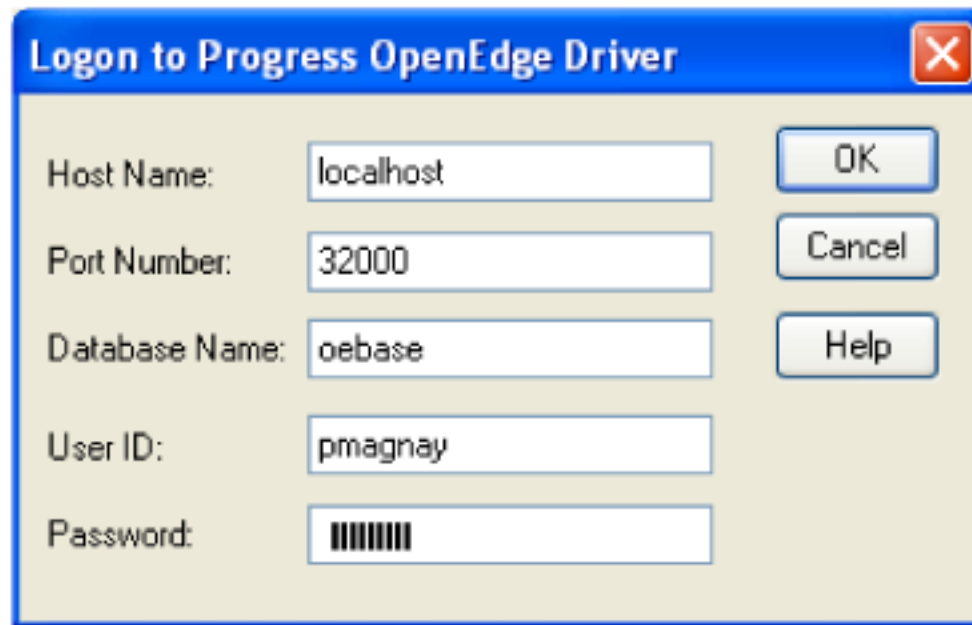 Logon to Progress OpenEdge Driver
Host Name: localhost
OK
Port Number: 32000
Cancel
Database Name: oebase
Help
User ID: pmagnay
Password: